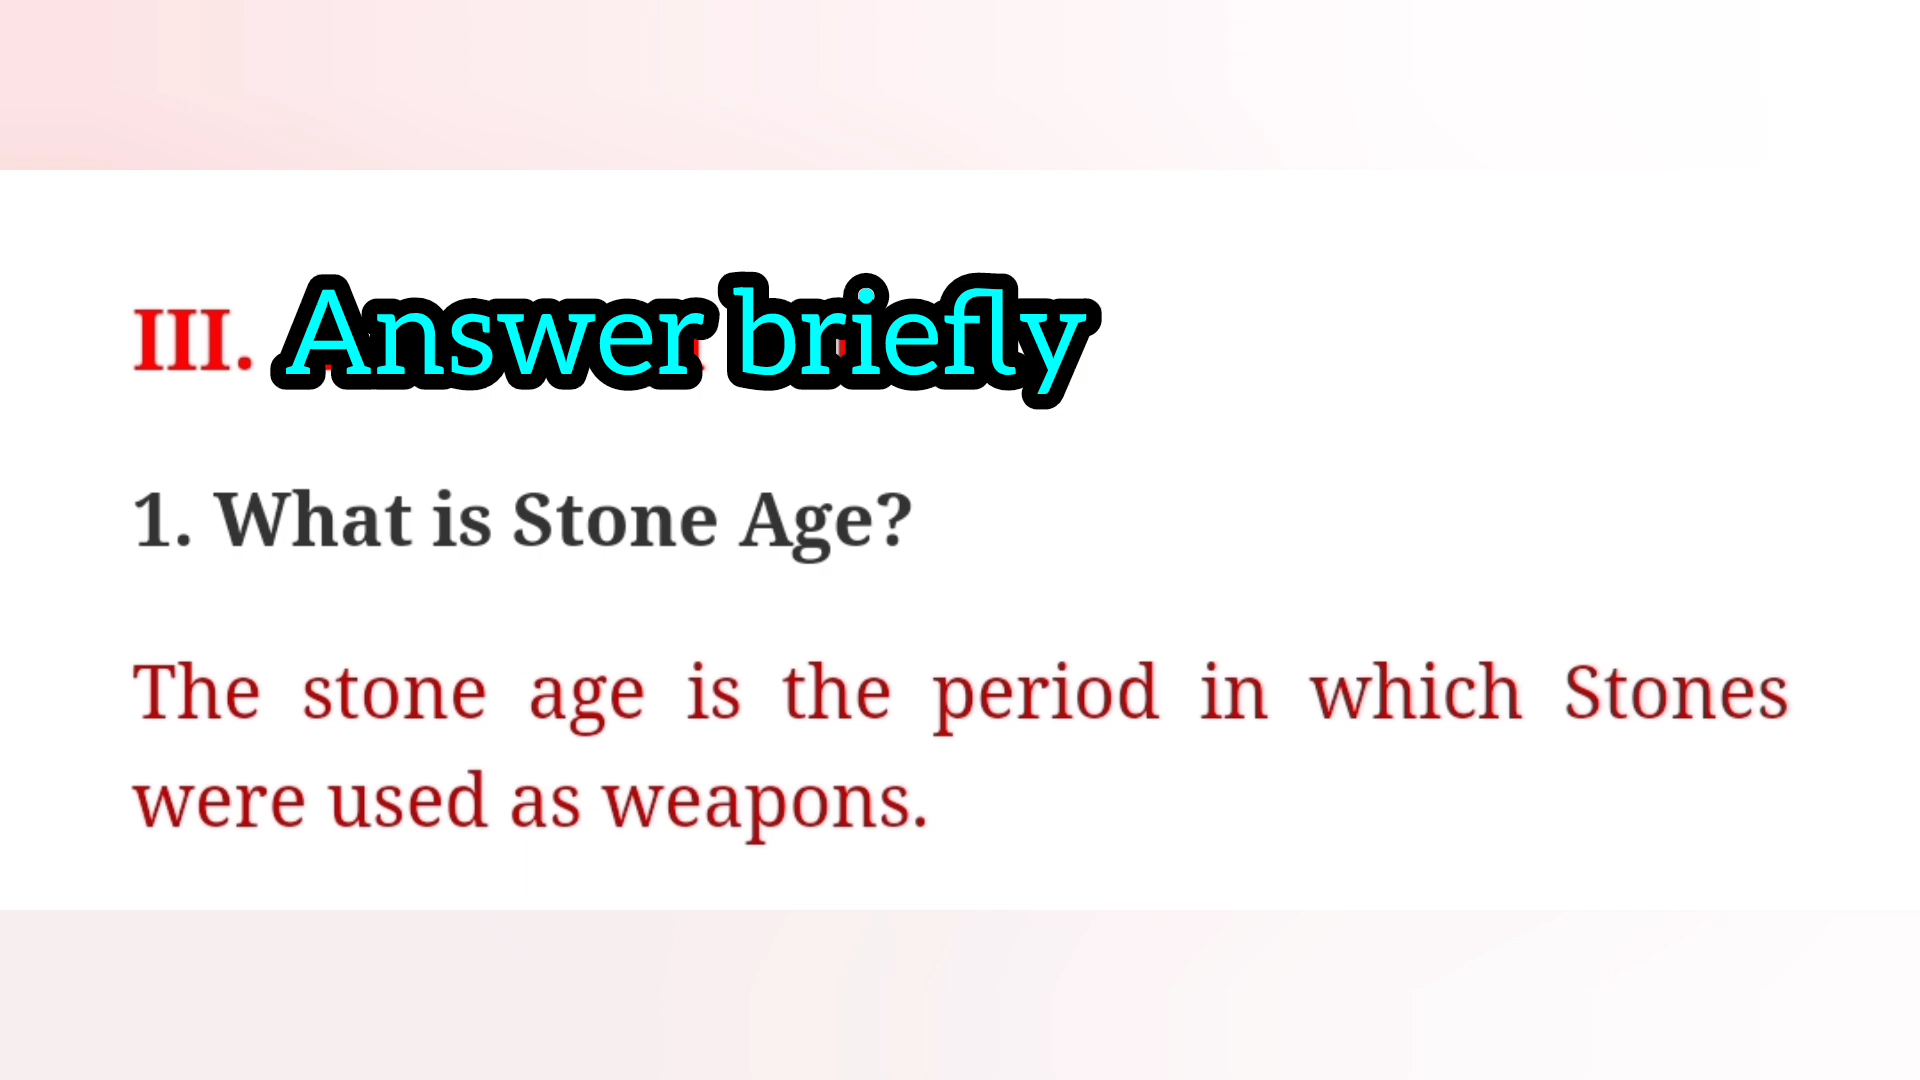 III. Answer briefly
1. What is Stone Age?
The stone age is the period in which Stones
were used as weapons.